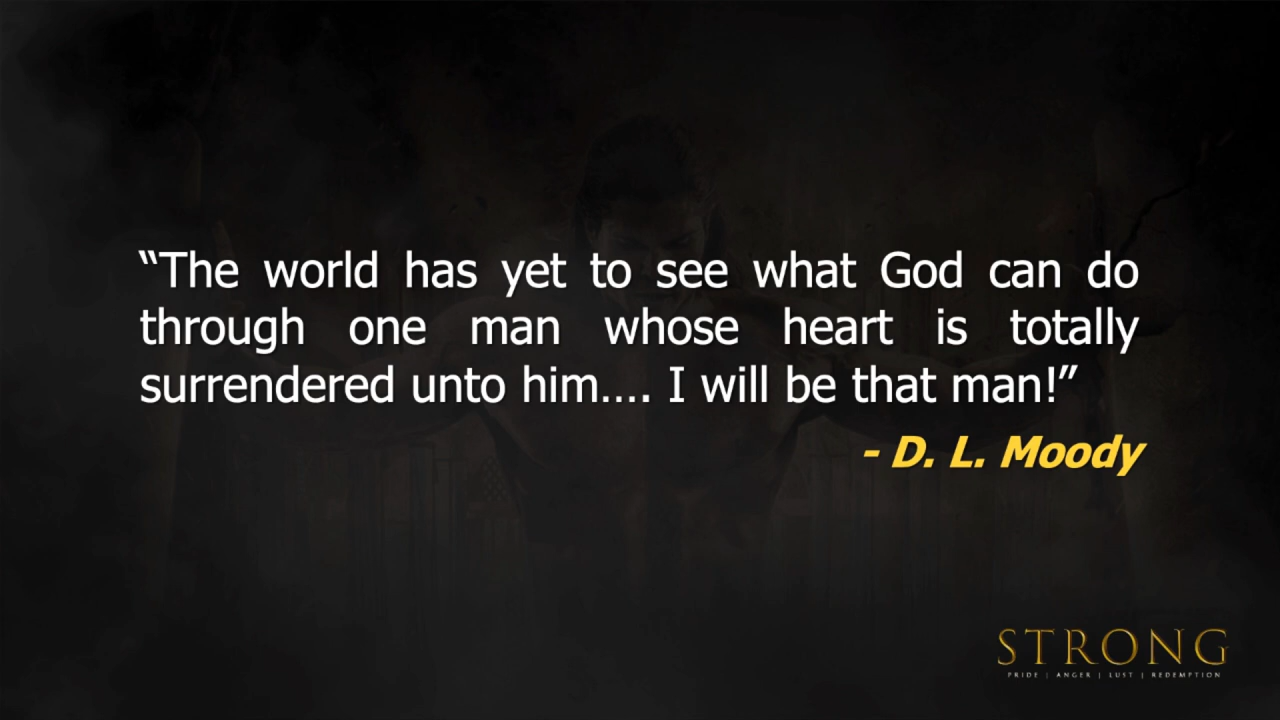 “The world has yet to see what God can do
through one man whose heart is totally
surrendered unto him…. I will be that man!”
- D. L. Moody
STRONG
PRIDE | ANGER | LUST | REDEMPTION